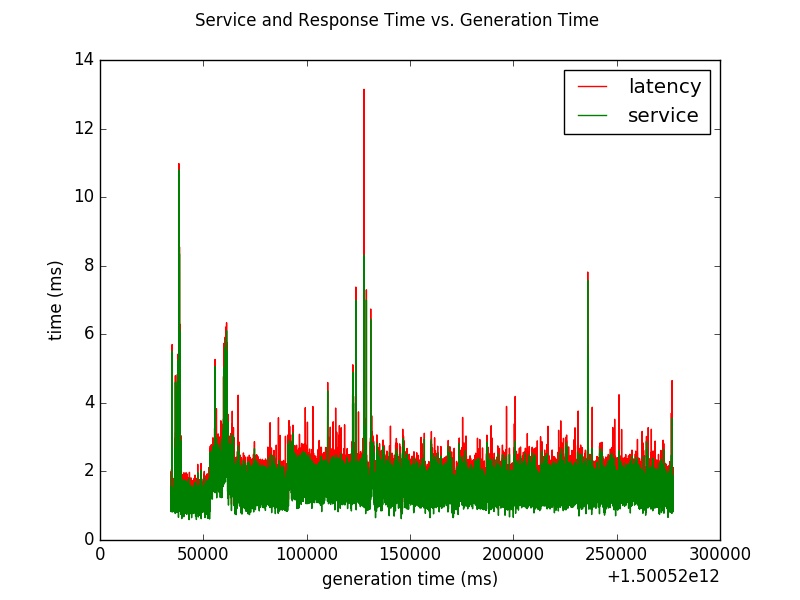 Service and Response Time vs. Generation Time
14
12
10
8
6
4
2
0
time (ms)
latency
service
0 50000 100000 150000 200000 250000 300000
+1.50052e12
generation time (ms)